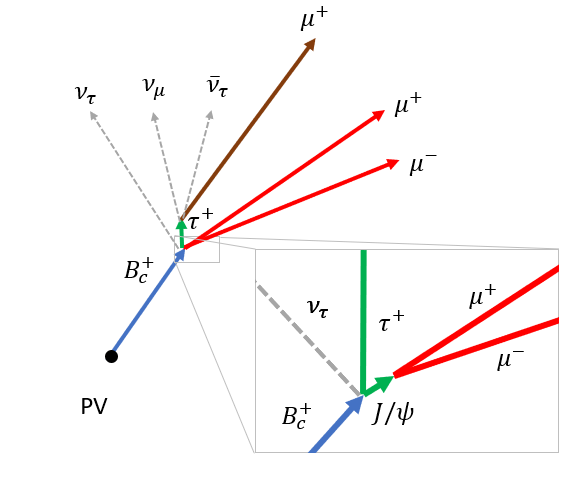 μ⁺
ν_τ
ν_μ
ν̄_τ
μ⁺
μ⁻
τ⁺
B_c⁺
ν_τ
τ⁺
μ⁺
μ⁻
B_c⁺
J/ψ
PV